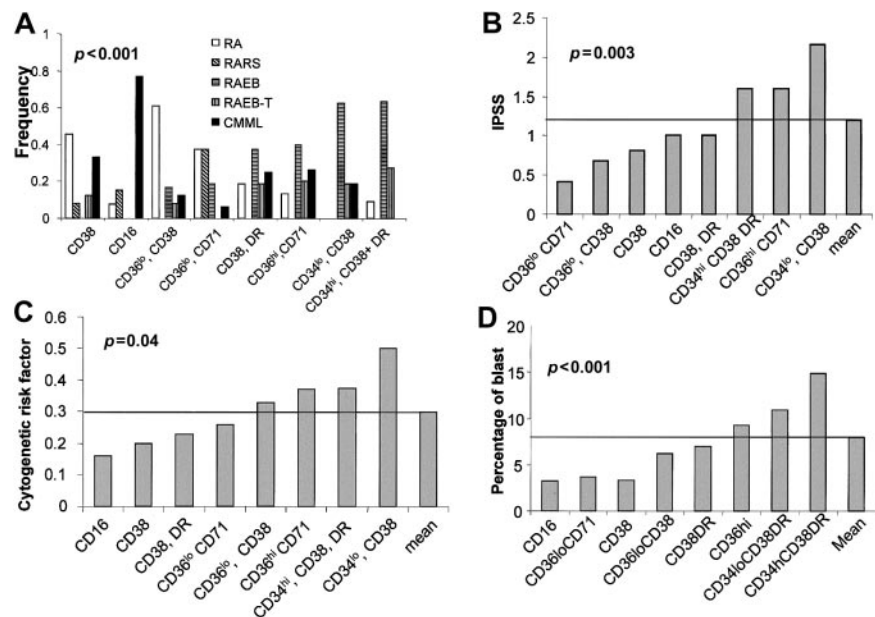 A
p<0.001
RA
RARS
RAEB
RAEB-T
CMML
Frequency
1
0.8
0.6
0.4
0.2
0
CD38
CD16
CD36lo, CD38
CD36lo, CD71
CD38, DR
CD36hi,CD71
CD34lo, CD38
CD34hi, CD38+ DR
B
p=0.003
IPSS
2.5
2
1.5
1
0.5
0
CD36lo CD71
CD36lo, CD38
CD38
CD16
CD38, DR
CD34hi CD38 DR
CD36hi CD71
CD34lo, CD38
mean
C
p=0.04
Cytogenetic risk factor
0.6
0.5
0.4
0.3
0.2
0.1
0
CD16
CD38
CD38, DR
CD36lo CD71
CD36lo, CD38
CD36hi CD71
CD34hi, CD38, DR
CD34lo, CD38
mean
D
p<0.001
Percentage of blast
20
15
10
5
0
CD16
CD36loCD71
CD38
CD36loCD38
CD38DR
CD36hi
CD34loCD38DR
CD34hCD38DR
Mean